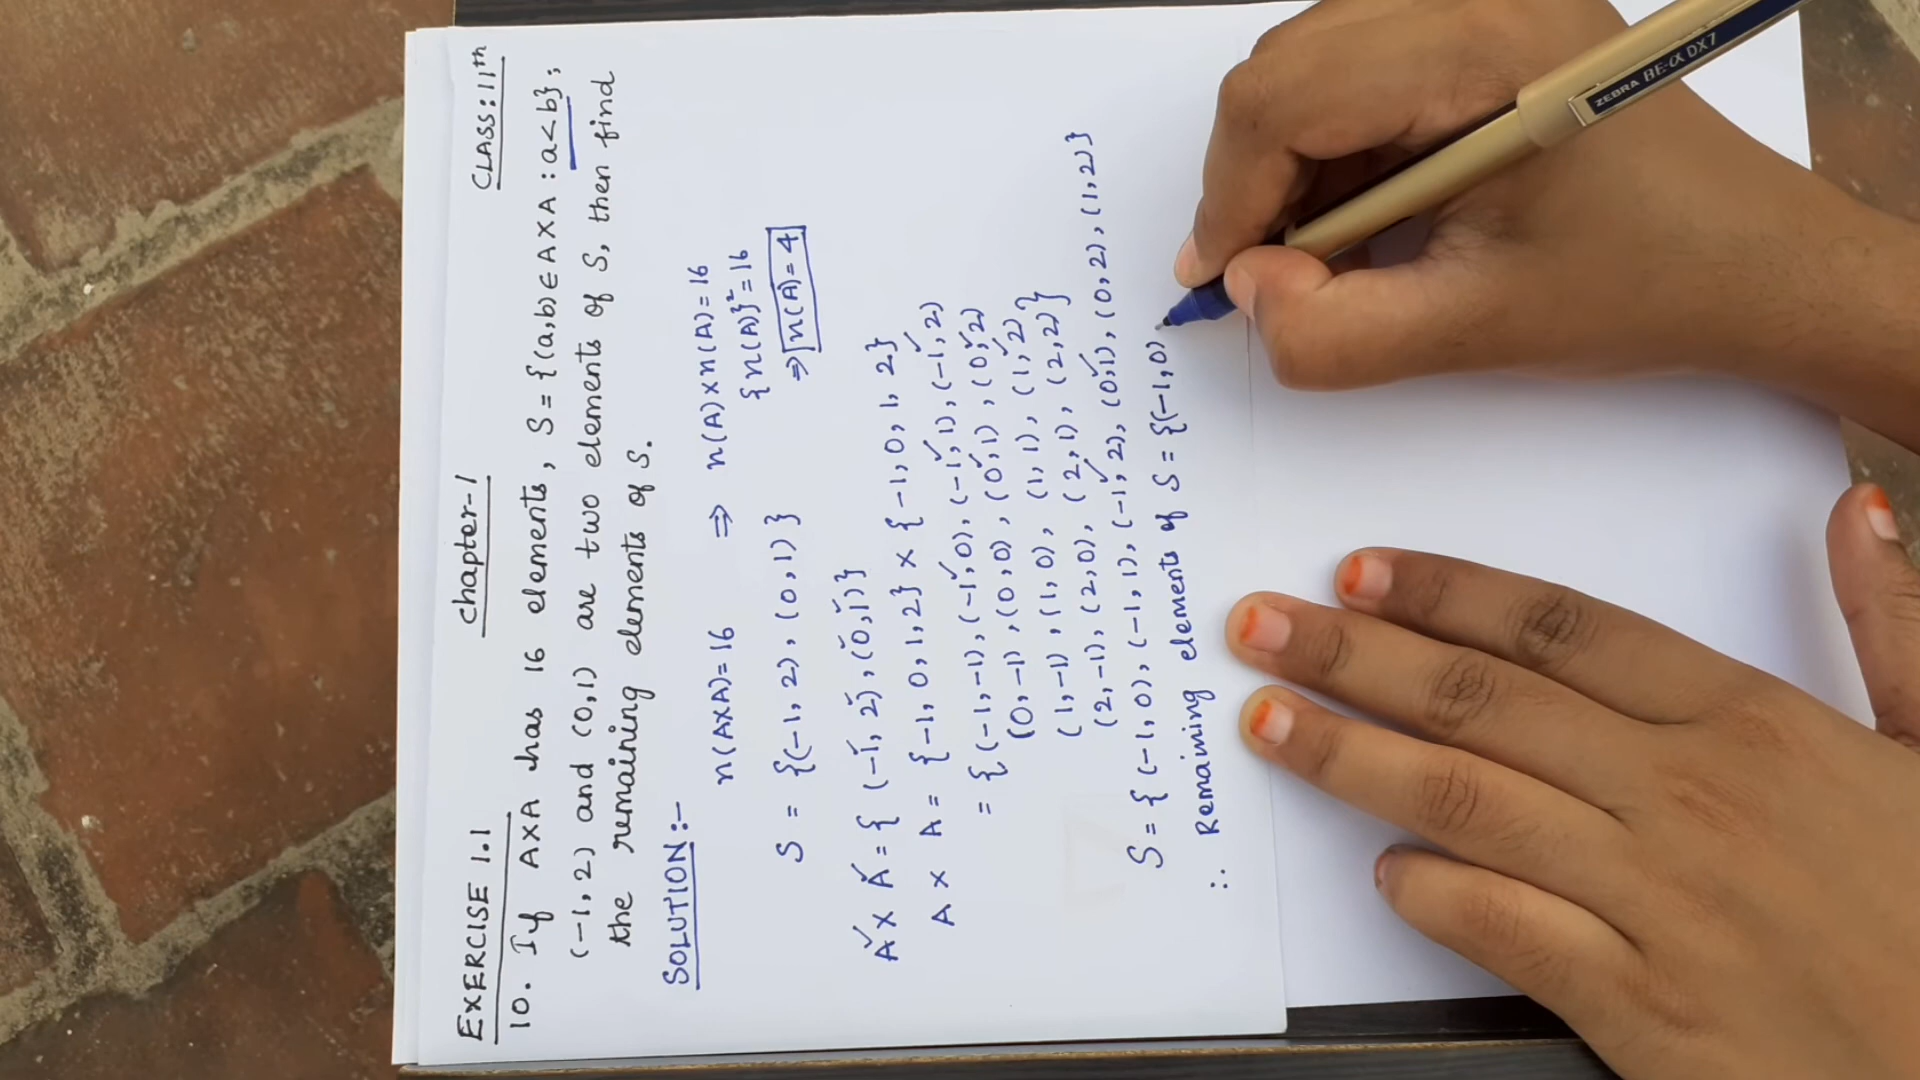 EXERCISE 1.1 chapter-1 CLASS:11th
10. If AXA has 16 elements, S={(a,b)∈AXA : a<b};
(-1,2) and (0,1) are two elements of S, then find
the remaining elements of S.
SOLUTION:-
n(AXA)=16 ⇒ n(A)×n(A)=16
{n(A)}²=16
S = {(-1,2),(0,1)} ⇒ n(A)=4
A×A={(-1,2),(0,1)}
A×A={-1,0,1,2}×{-1,0,1,2}
={(-1,-1),(-1,0),(-1,1),(-1,2)
(0,-1),(0,0),(0,1),(0,2)
(1,-1),(1,0),(1,1),(1,2)
(2,-1),(2,0),(2,1),(2,2)}
S={(-1,0),(-1,1),(-1,2),(0,1),(0,2),(1,2)}
∴ Remaining elements of S={(-1,0)
ZEBRA BE-α DX7